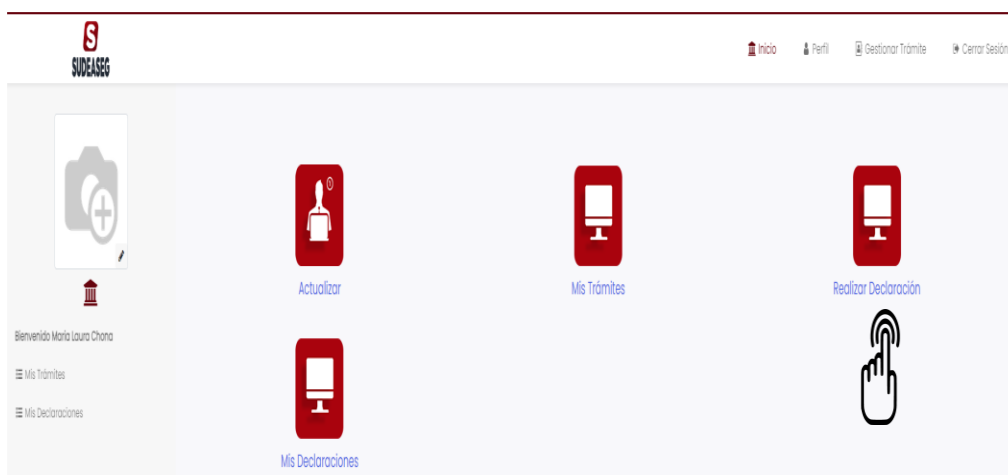 S
SUDEASEG
Inicio
Perfil
Gestionar Trámite
Cerrar Sesión
Actualizar
Mis Trámites
Realizar Declaración
Bienvenido Maria Laura Chona
Mis Trámites
Mis Declaraciones
Mis Declaraciones